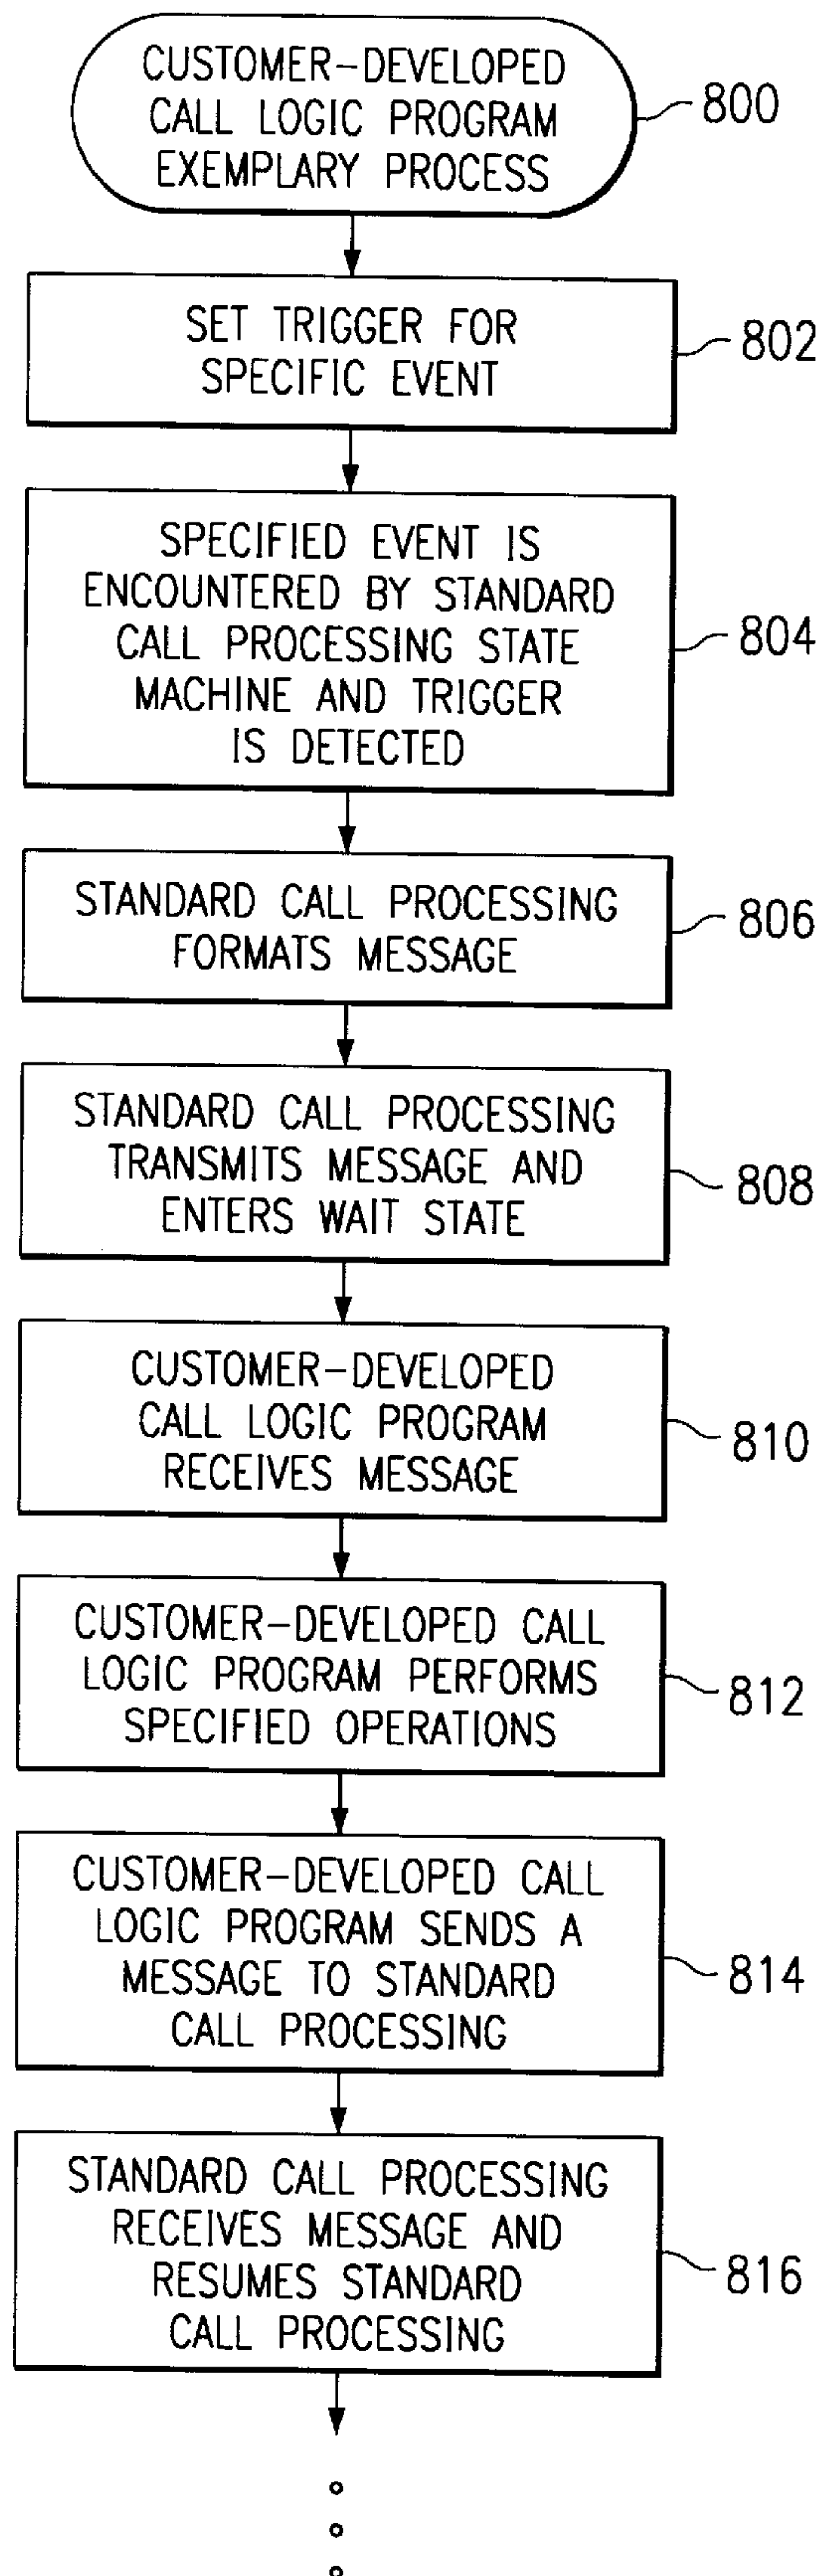 CUSTOMER-DEVELOPED
CALL LOGIC PROGRAM
EXEMPLARY PROCESS
800
SET TRIGGER FOR
SPECIFIC EVENT
802
SPECIFIED EVENT IS
ENCOUNTERED BY STANDARD
CALL PROCESSING STATE
MACHINE AND TRIGGER
IS DETECTED
804
STANDARD CALL PROCESSING
FORMATS MESSAGE
806
STANDARD CALL PROCESSING
TRANSMITS MESSAGE AND
ENTERS WAIT STATE
808
CUSTOMER-DEVELOPED
CALL LOGIC PROGRAM
RECEIVES MESSAGE
810
CUSTOMER-DEVELOPED CALL
LOGIC PROGRAM PERFORMS
SPECIFIED OPERATIONS
812
CUSTOMER-DEVELOPED CALL
LOGIC PROGRAM SENDS A
MESSAGE TO STANDARD
CALL PROCESSING
814
STANDARD CALL PROCESSING
RECEIVES MESSAGE AND
RESUMES STANDARD
CALL PROCESSING
816